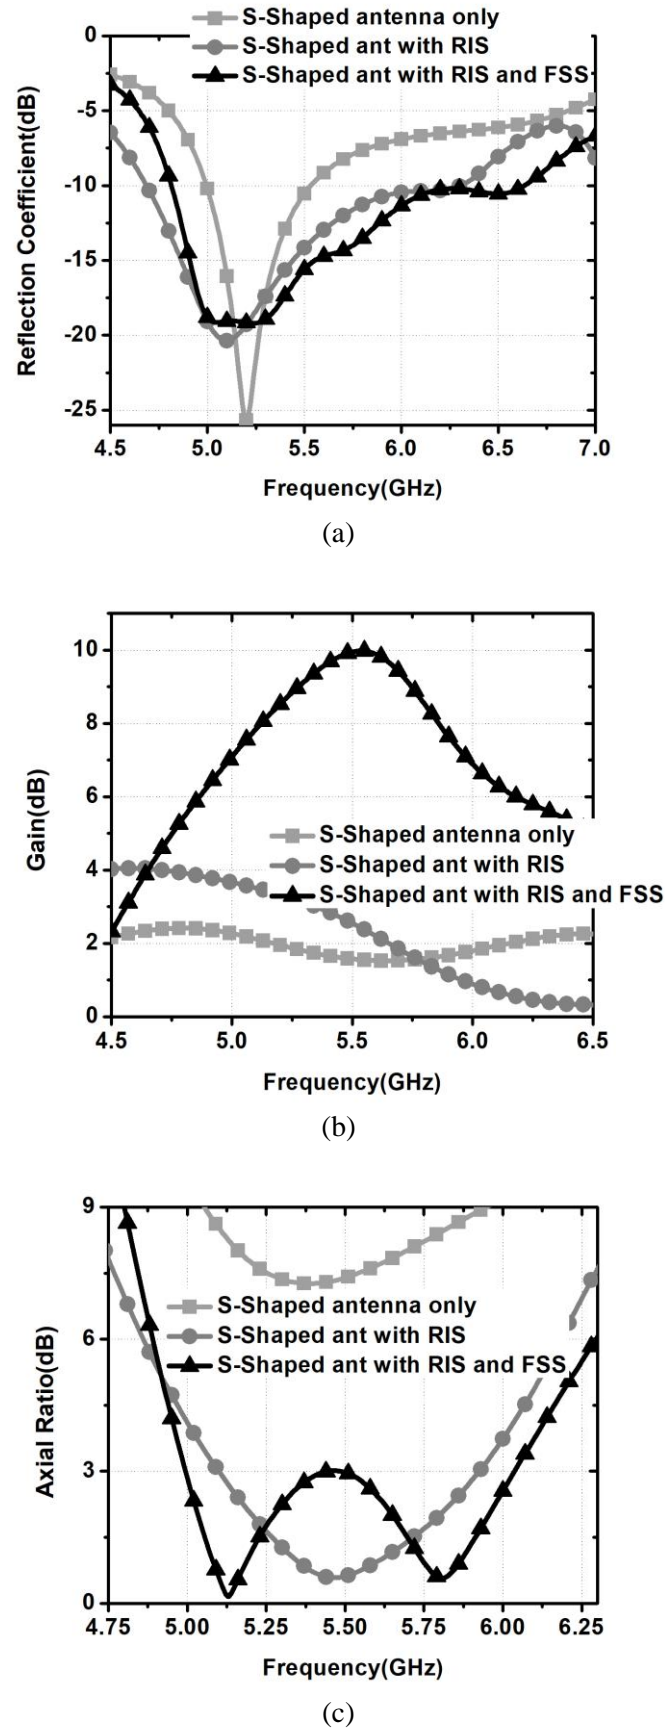 S-Shaped antenna only
S-Shaped ant with RIS
S-Shaped ant with RIS and FSS
0
-5
-10
-15
-20
-25
Reflection Coefficient(dB)
4.5 5.0 5.5 6.0 6.5 7.0
Frequency(GHz)
(a)
10
8
6
4
2
0
Gain(dB)
S-Shaped antenna only
S-Shaped ant with RIS
S-Shaped ant with RIS and FSS
4.5 5.0 5.5 6.0 6.5
Frequency(GHz)
(b)
9
6
3
0
Axial Ratio(dB)
S-Shaped antenna only
S-Shaped ant with RIS
S-Shaped ant with RIS and FSS
4.75 5.00 5.25 5.50 5.75 6.00 6.25
Frequency(GHz)
(c)